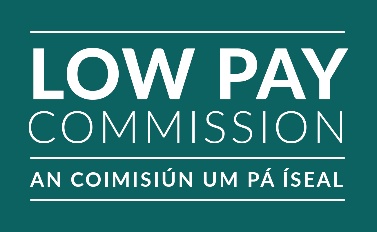 LOW PAY
COMMISSION
AN COIMISIÚN UM PÁ ÍSEAL